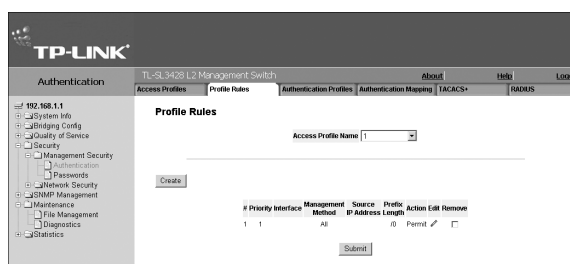 TP-LINK
Authentication
TL-SL3428 L2 Management Switch
About
Help
Access Profiles
Profile Rules
Authentication Profiles
Authentication Mapping
TACACS+
RADIUS
192.168.1.1
System Info
Bridging Config
Quality of Service
Security
Management Security
Authentication
Passwords
Network Security
SNMP Management
Maintenance
File Management
Diagnostics
Statistics
Profile Rules
Access Profile Name 1
Create
# Priority Interface Management Method Source IP Address Prefix Length Action Edit Remove
1 1 All /0 Permit
Submit